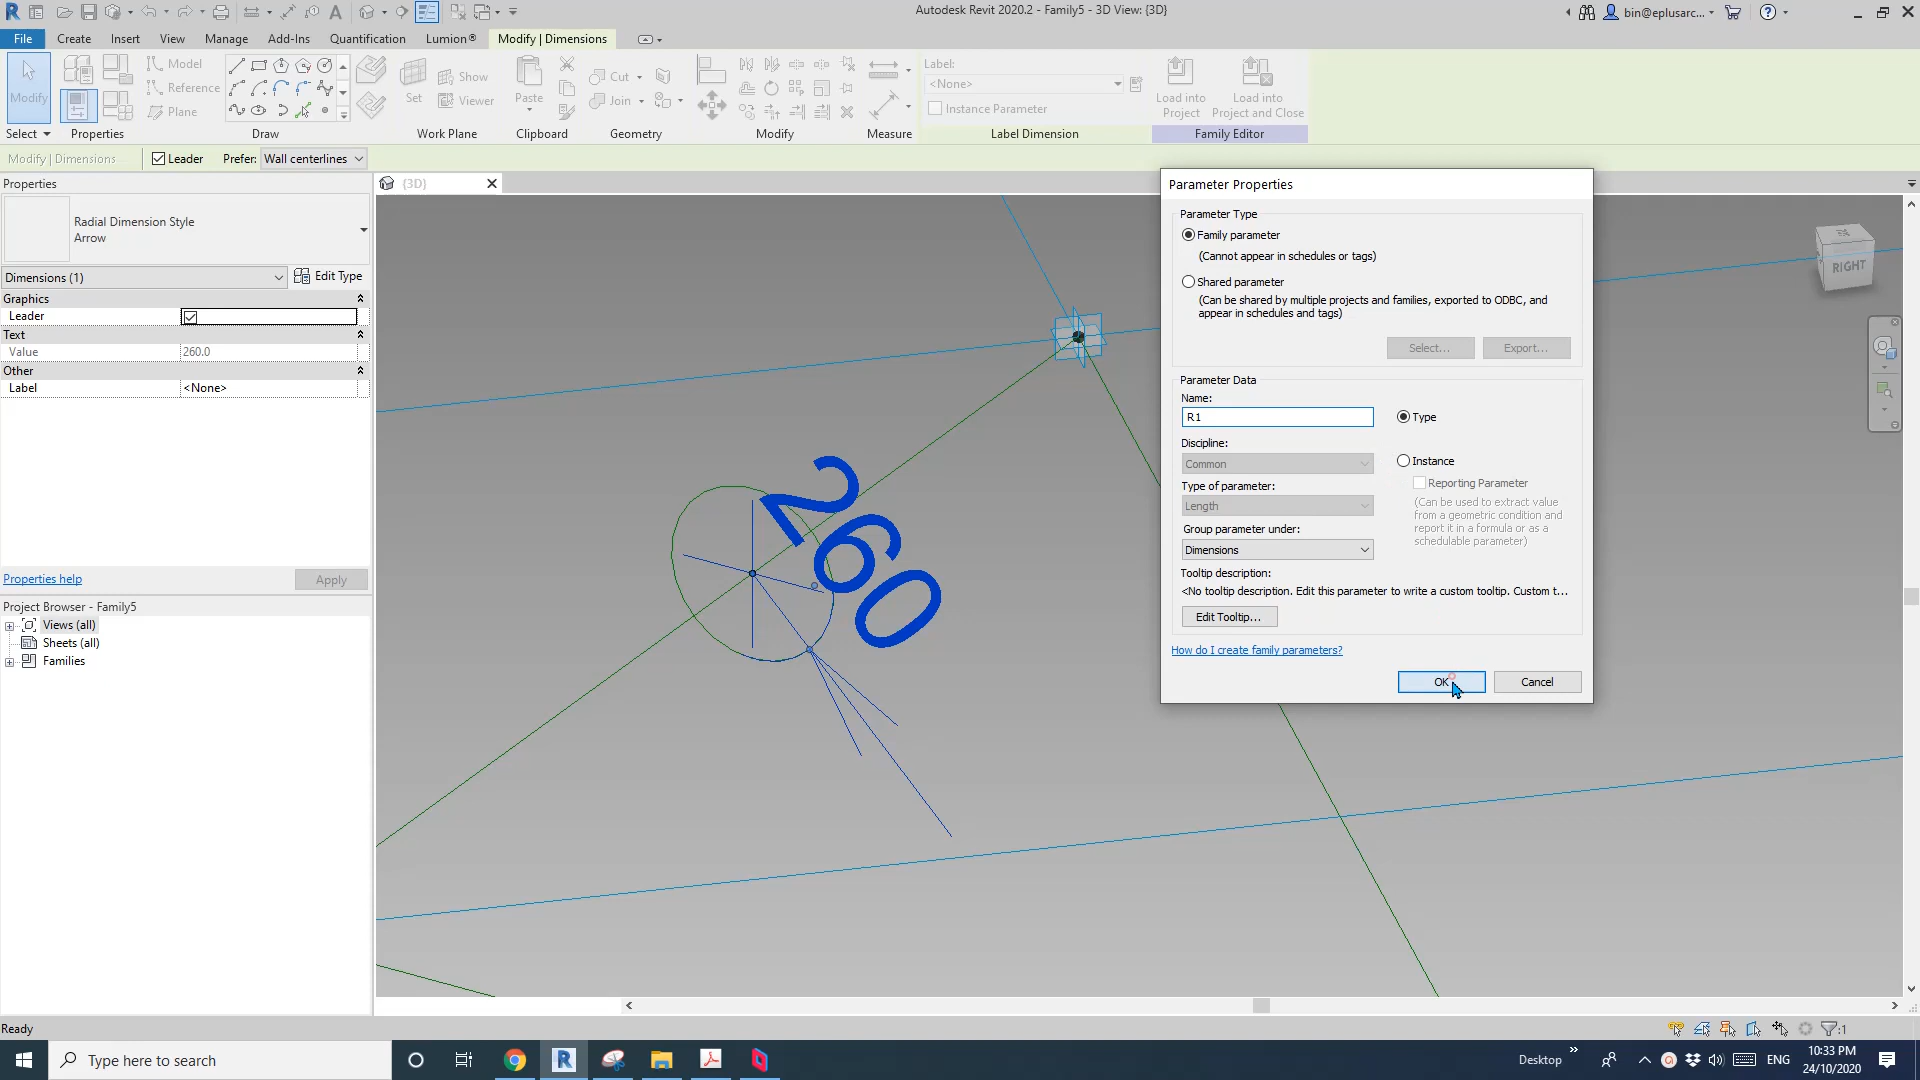 Autodesk Revit 2020.2 - Family5 - 3D View: {3D}
bin@eplusarc...
File Create Insert View Manage Add-Ins Quantification Lumion® Modify | Dimensions
Modify
Select
Properties
Model
Reference
Plane
Draw
Set
Show
Viewer
Work Plane
Paste
Clipboard
Cut
Join
Geometry
Modify
Measure
Label:
<None>
Instance Parameter
Label Dimension
Load into Project
Load into Project and Close
Family Editor
Modify | Dimensions
Leader Prefer: Wall centerlines
Properties
Radial Dimension Style
Arrow
Dimensions (1) Edit Type
Graphics
Leader
Text
Value 260.0
Other
Label <None>
Properties help Apply
Project Browser - Family5
Views (all)
Sheets (all)
Families
{3D}
260
RIGHT
Parameter Properties
Parameter Type
Family parameter
(Cannot appear in schedules or tags)
Shared parameter
(Can be shared by multiple projects and families, exported to ODBC, and
appear in schedules and tags)
Select... Export...
Parameter Data
Name:
R1
Type
Discipline:
Common
Instance
Type of parameter:
Reporting Parameter
Length
(Can be used to extract value
from a geometric condition and
report it in a formula or as a
schedulable parameter)
Group parameter under:
Dimensions
Tooltip description:
<No tooltip description. Edit this parameter to write a custom tooltip. Custom t...
Edit Tooltip...
How do I create family parameters?
OK Cancel
Ready
:1
Type here to search
Desktop
ENG
10:33 PM
24/10/2020